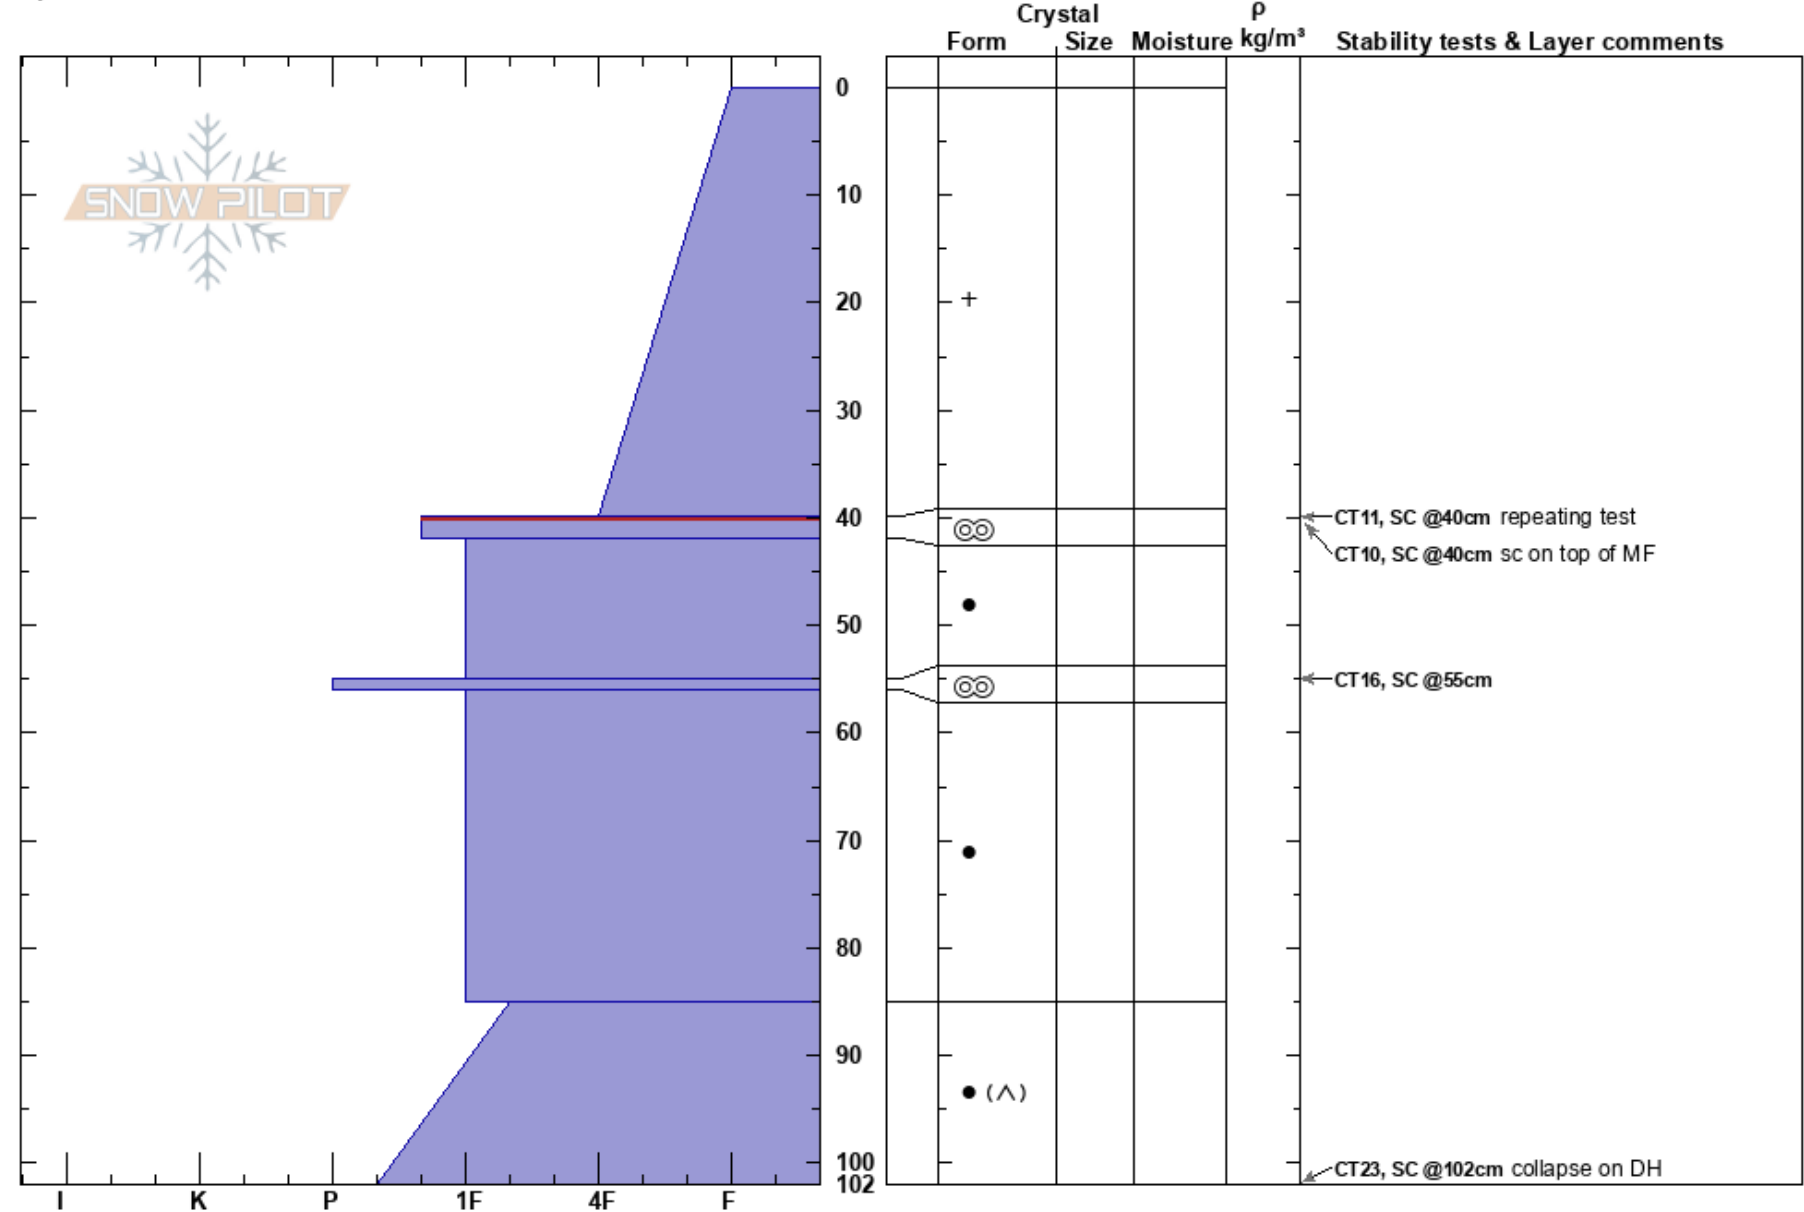 Crystal
ρ
Form Size Moisture kg/m³ Stability tests & Layer comments
0
SNOW PILOT
10
20
+
30
40
CT11, SC @40cm repeating test
CT10, SC @40cm sc on top of MF
50
CT16, SC @55cm
60
70
80
90
(∧)
100
CT23, SC @102cm collapse on DH
102
I K P 1F 4F F